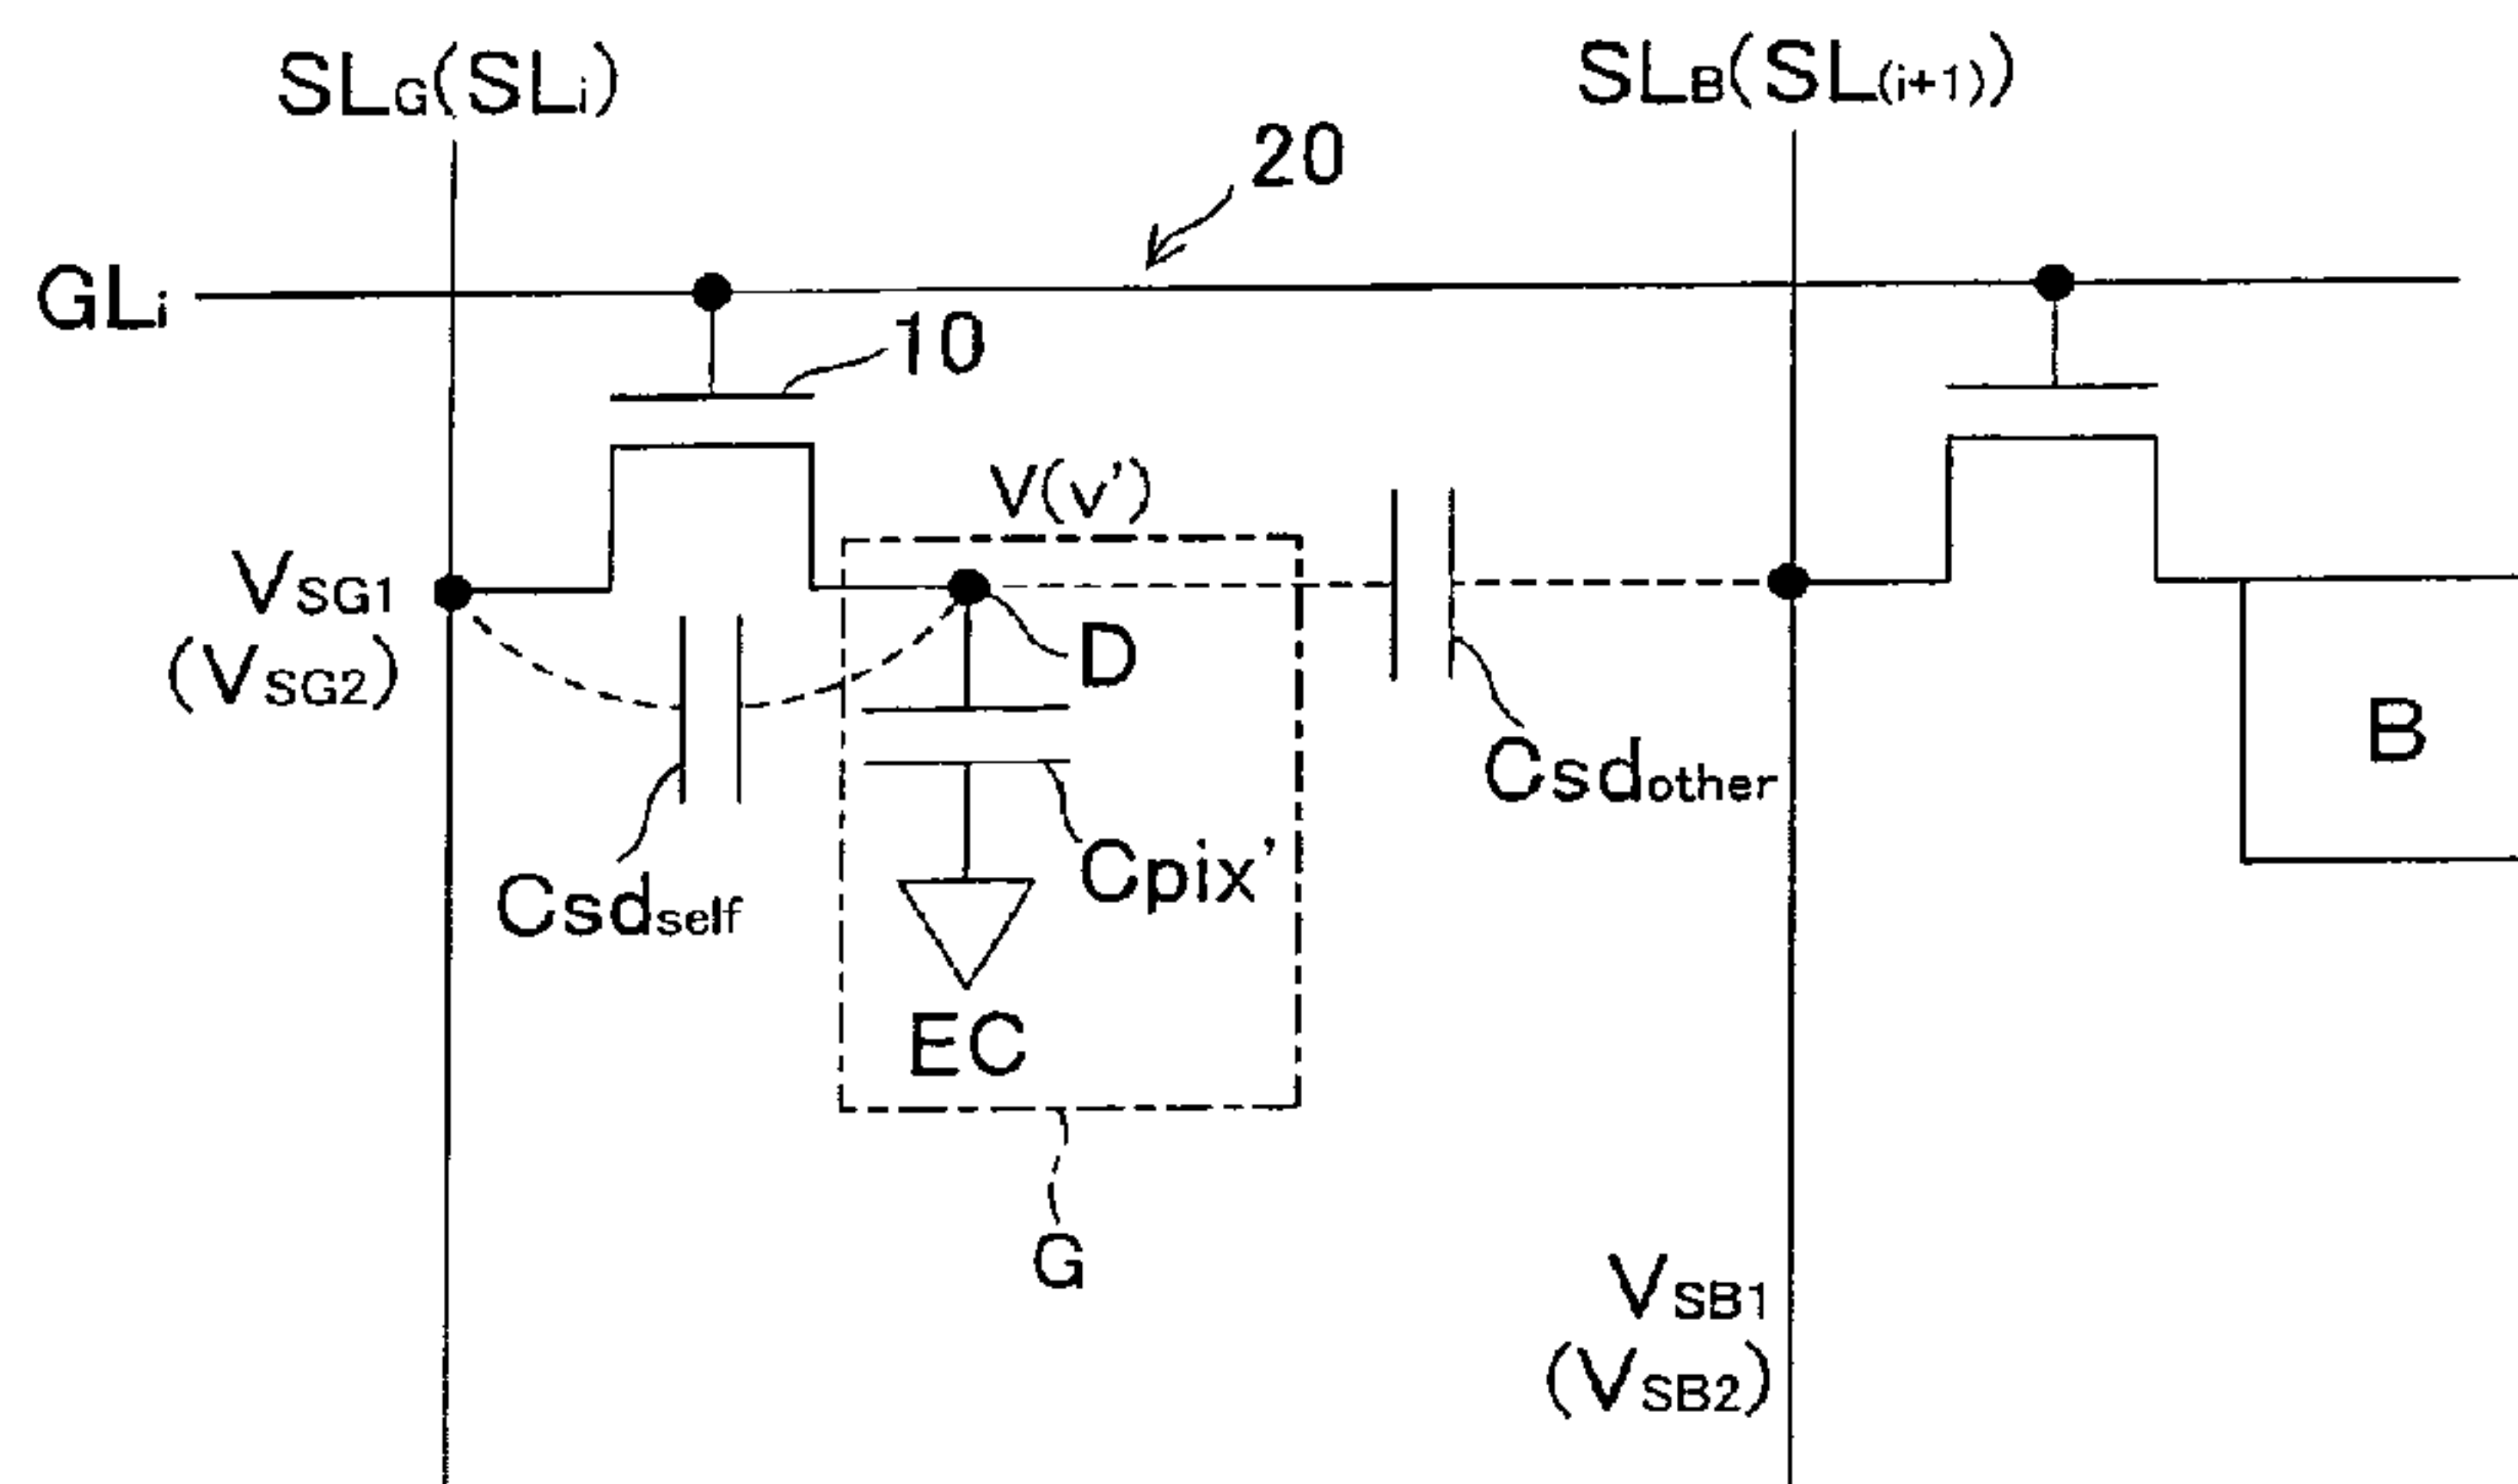 SLG(SLi)
SLB(SL(i+1))
20
GLi
10
V(v')
VSG1
(VSG2)
D
B
Csdother
Cpix'
Csdself
EC
G
VSB1
(VSB2)